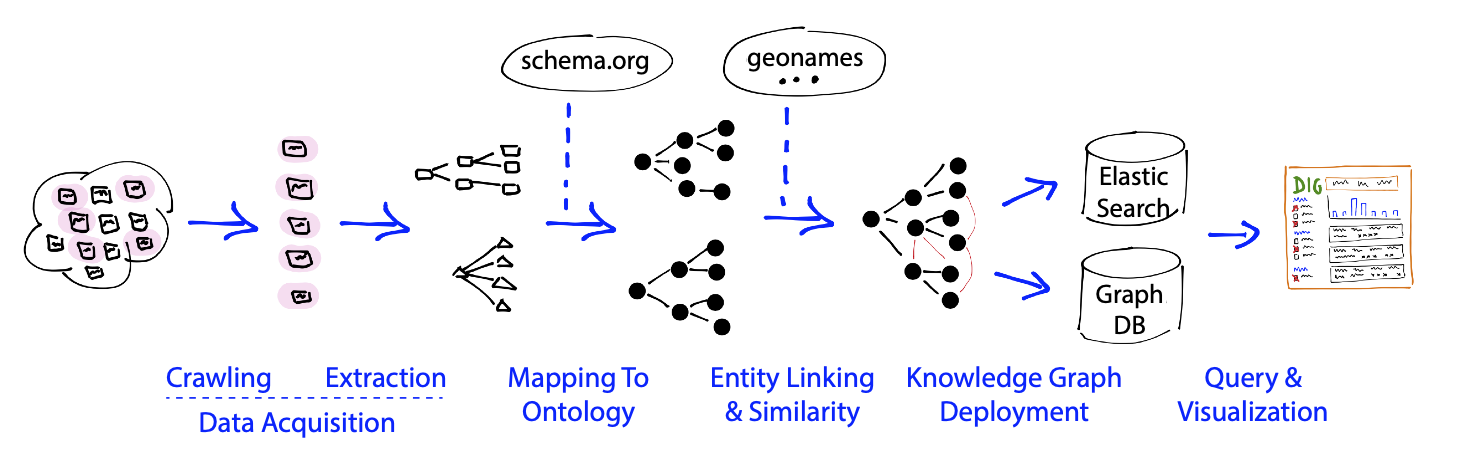 schema.org
geonames
...
Elastic
Search
Graph
DB
DIG
Crawling
Extraction
Data Acquisition
Mapping To
Ontology
Entity Linking
& Similarity
Knowledge Graph
Deployment
Query &
Visualization